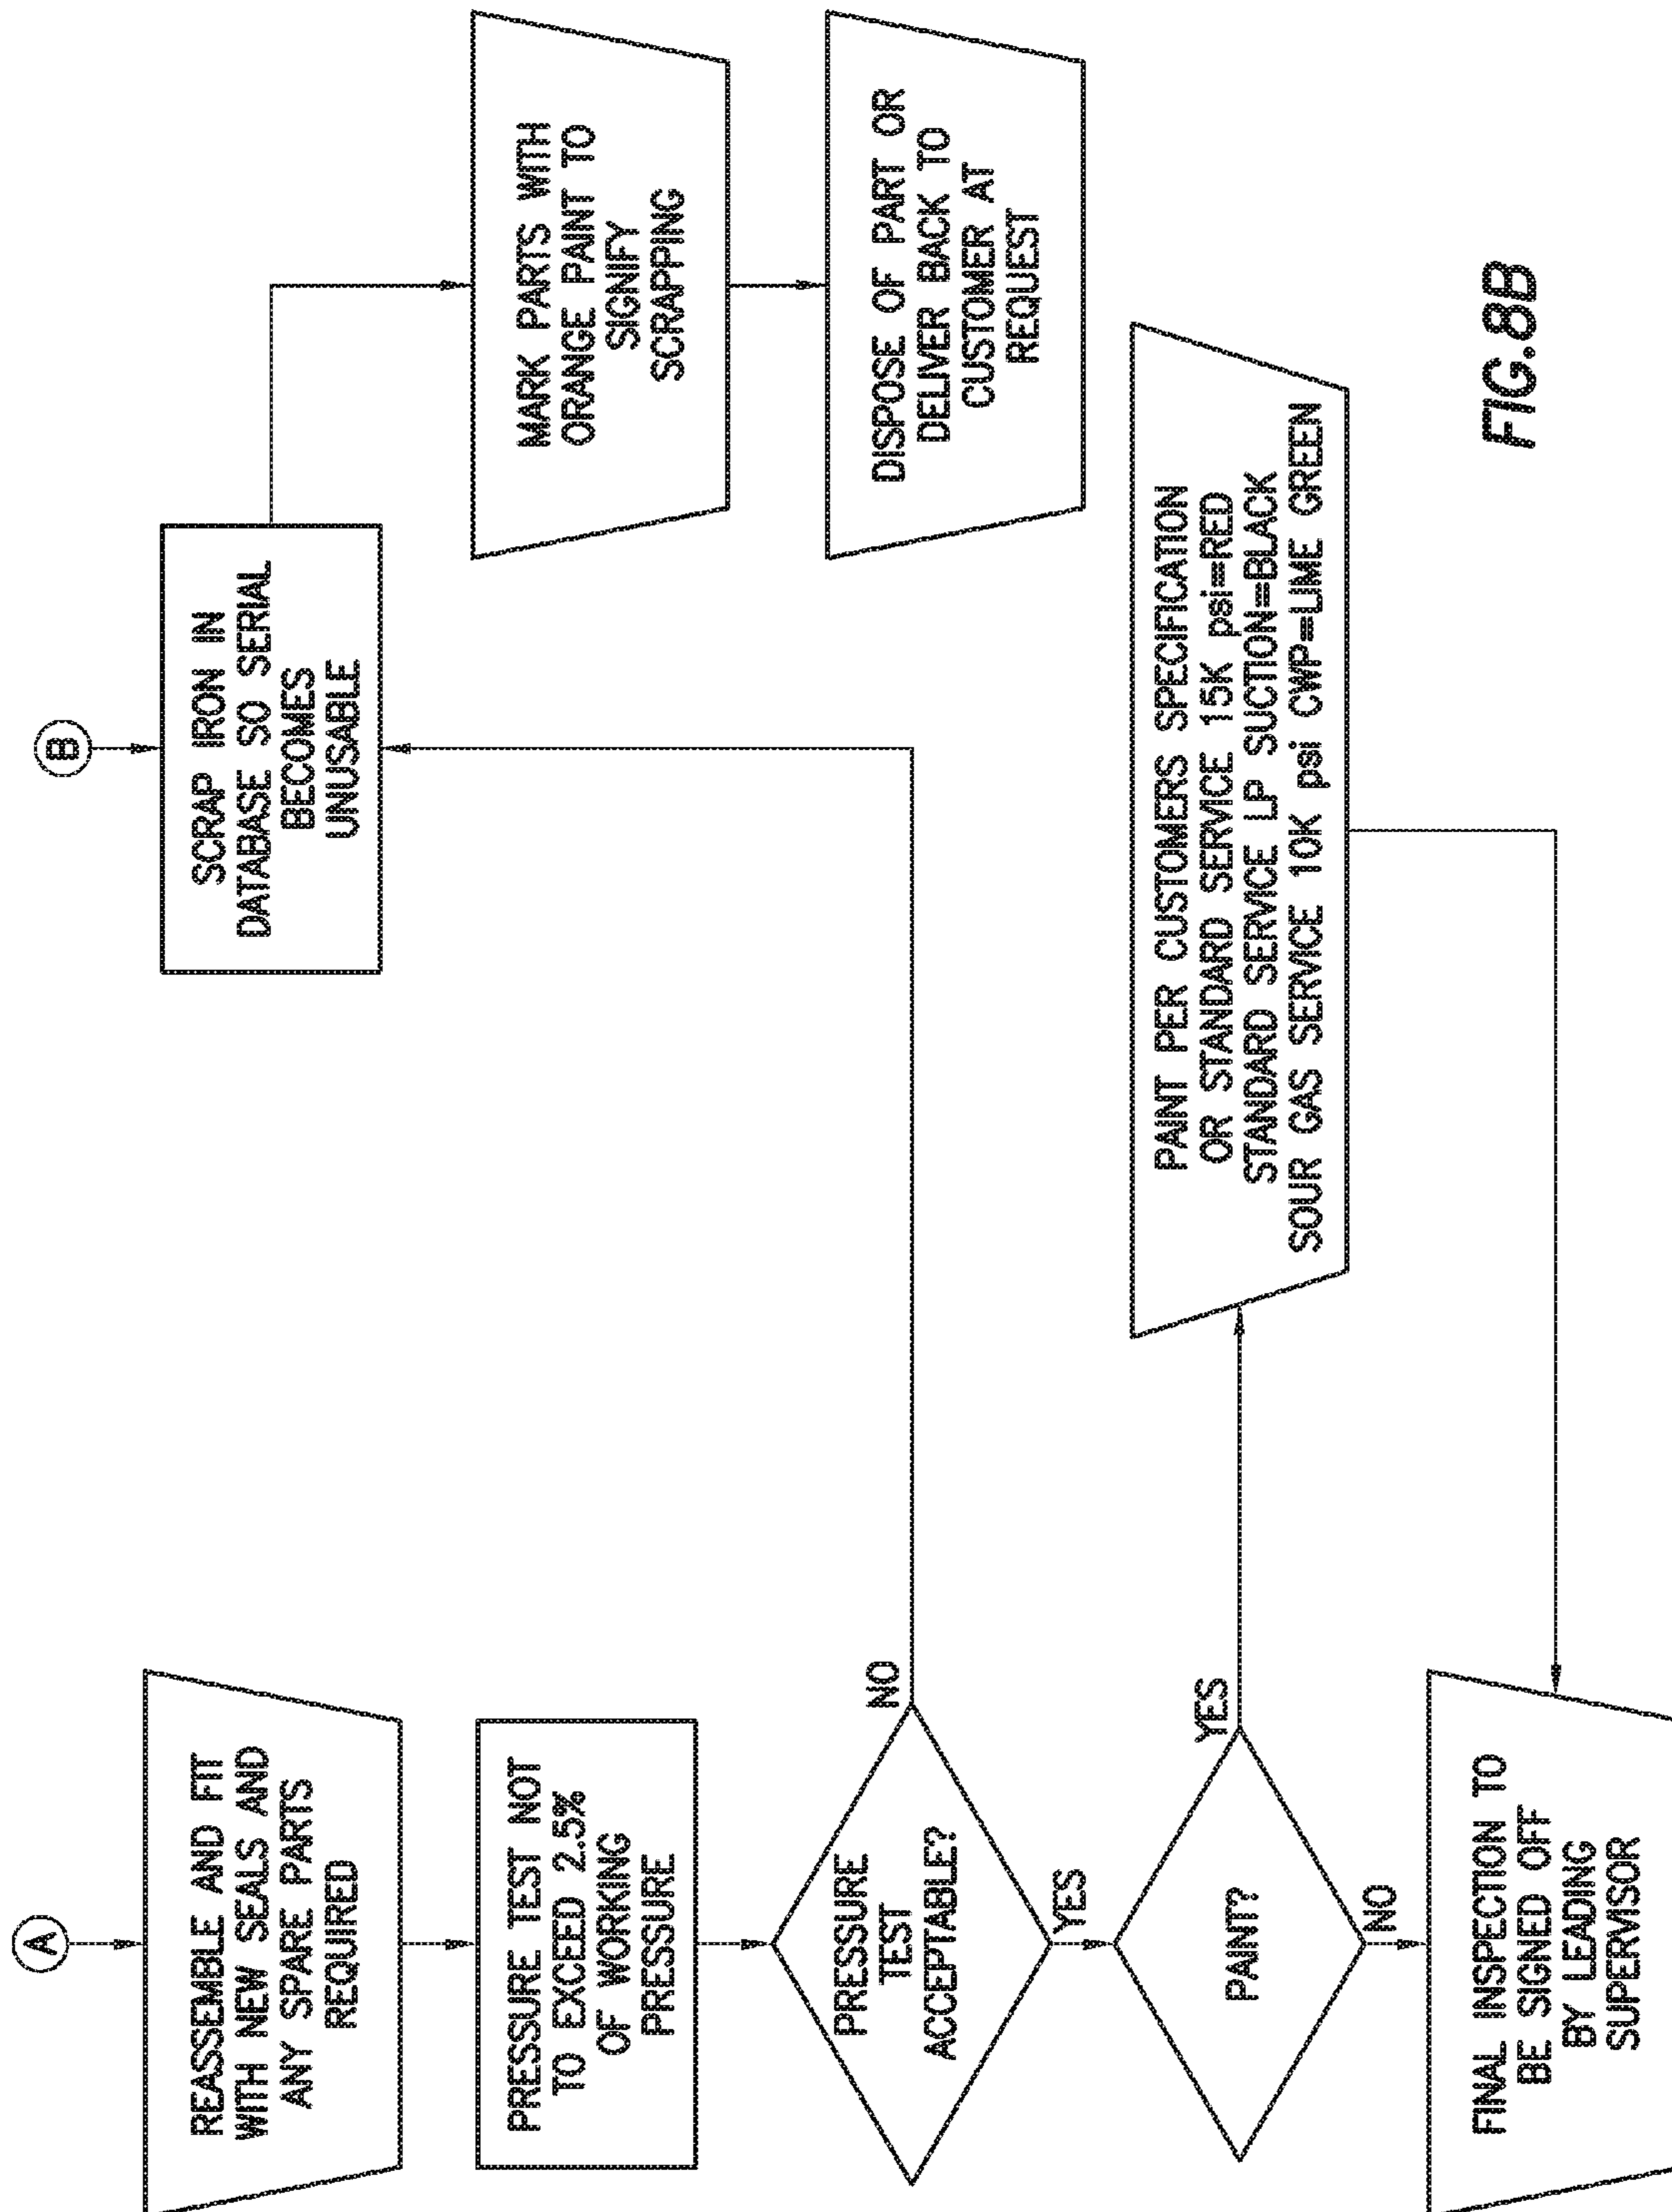 A
REASSEMBLE AND FIT
WITH NEW SEALS AND
ANY SPARE PARTS
REQUIRED
PRESSURE TEST NOT
TO EXCEED 2.5%
OF WORKING
PRESSURE
PRESSURE
TEST
ACCEPTABLE?
NO
YES
PAINT?
YES
NO
FINAL INSPECTION TO
BE SIGNED OFF
BY LEADING
SUPERVISOR
B
SCRAP IRON IN
DATABASE SO SERIAL
BECOMES
UNUSABLE
MARK PARTS WITH
ORANGE PAINT TO
SIGNIFY
SCRAPPING
DISPOSE OF PART OR
DELIVER BACK TO
CUSTOMER AT
REQUEST
PAINT PER CUSTOMERS SPECIFICATION
OR STANDARD SERVICE 15K psi=RED
STANDARD SERVICE LP SUCTION=BLACK
SOUR GAS SERVICE 10K psi CWP=LIME GREEN
FIG.8B